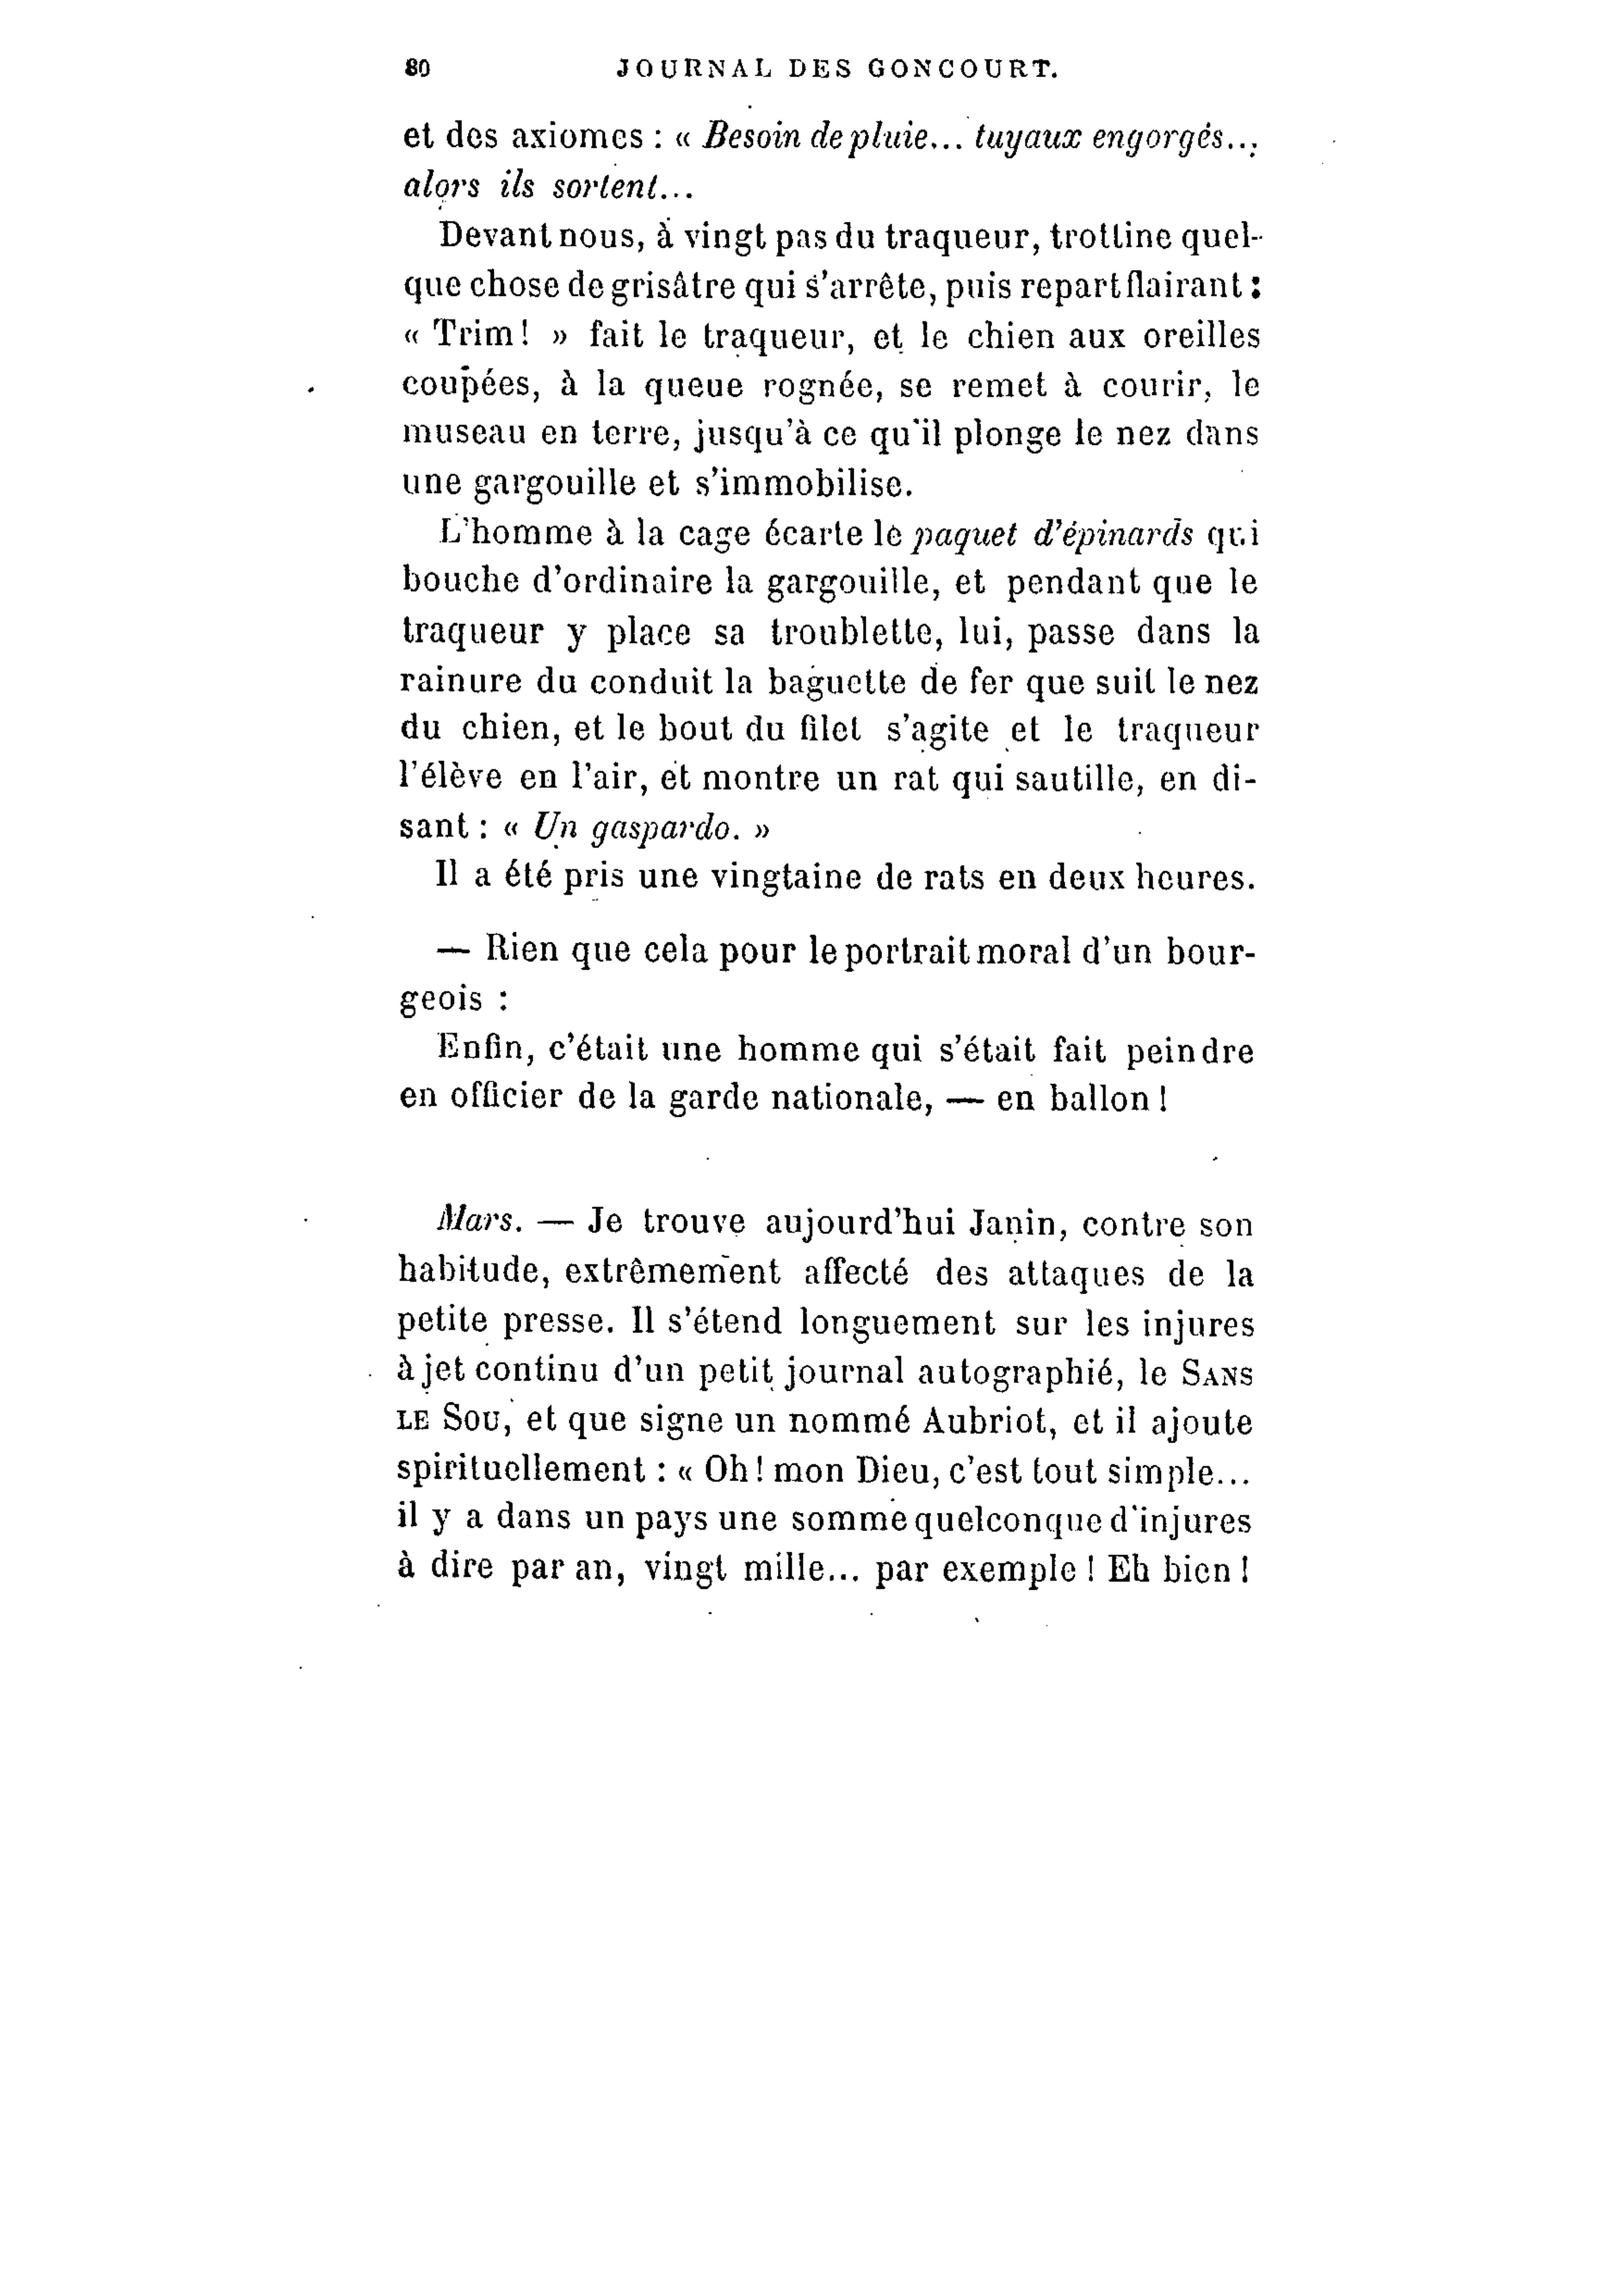 80 JOURNAL DES GONCOURT.
et des axiomes : « Besoin de pluie... tuyaux engorgés...
alors ils sortent...
Devant nous, à vingt pas du traqueur, trottine quel-
que chose de grisâtre qui s'arrête, puis repart flairant :
« Trim! » fait le traqueur, et le chien aux oreilles
coupées, à la queue rognée, se remet à courir, le
museau en terre, jusqu'à ce qu'il plonge le nez dans
une gargouille et s'immobilise.
L'homme à la cage écarte le paquet d'épinards qui
bouche d'ordinaire la gargouille, et pendant que le
traqueur y place sa troublette, lui, passe dans la
rainure du conduit la baguette de fer que suit le nez
du chien, et le bout du filet s'agite et le traqueur
l'élève en l'air, et montre un rat qui sautille, en di-
sant : « Un gaspardo. »
Il a été pris une vingtaine de rats en deux heures.
— Rien que cela pour le portrait moral d'un bour-
geois :
Enfin, c'était une homme qui s'était fait peindre
en officier de la garde nationale, — en ballon !
Mars. — Je trouve aujourd'hui Janin, contre son
habitude, extrêmement affecté des attaques de la
petite presse. Il s'étend longuement sur les injures
à jet continu d'un petit journal autographié, le SANS
LE SOU, et que signe un nommé Aubriot, et il ajoute
spirituellement : « Oh! mon Dieu, c'est tout simple...
il y a dans un pays une somme quelconque d'injures
à dire par an, vingt mille... par exemple ! Eh bien !